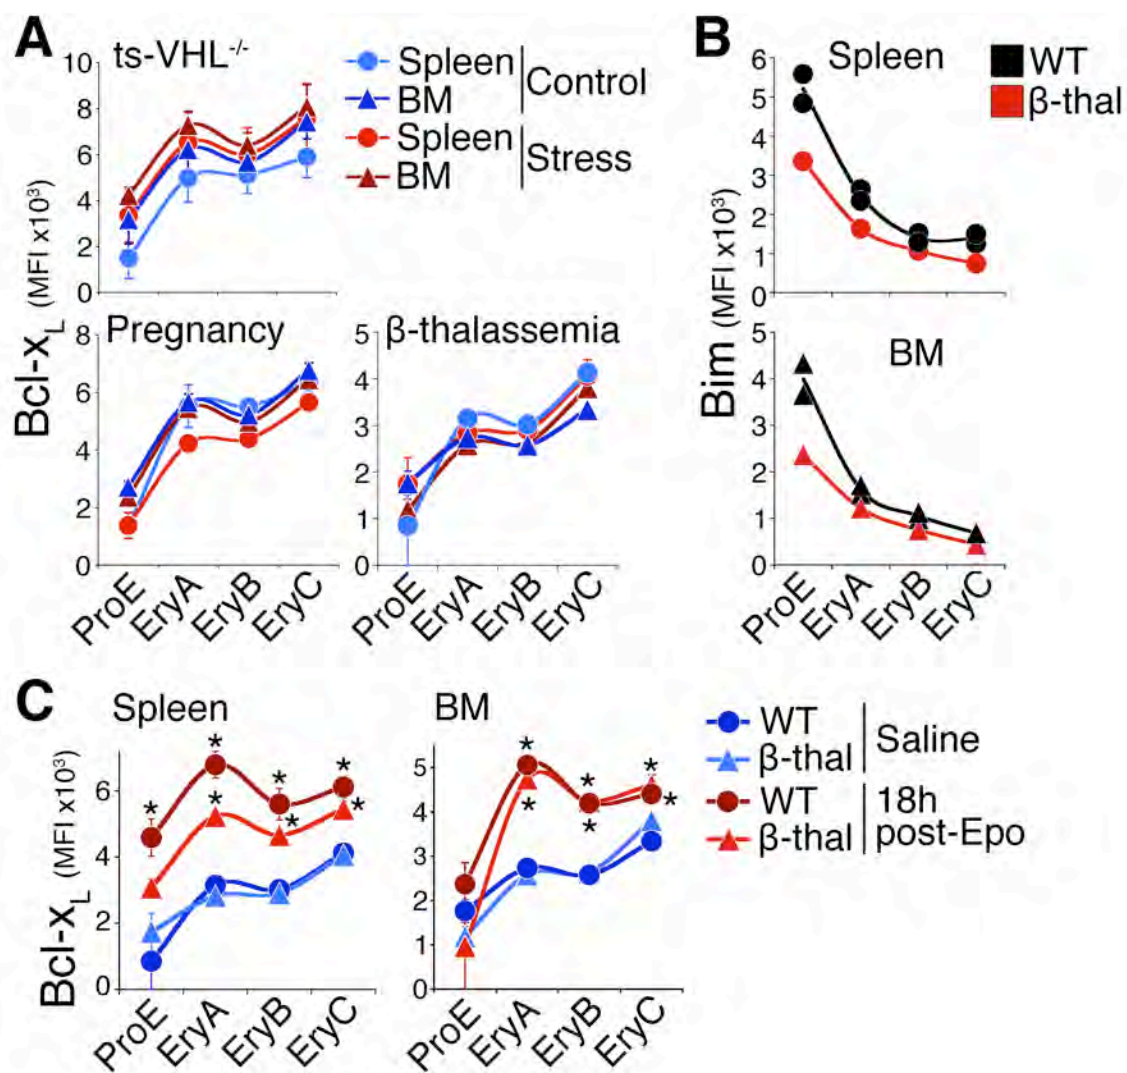 A
ts-VHL-/-
Spleen
BM
Control
Spleen
BM
Stress
Bcl-xL (MFI x10³)
10
8
6
4
2
0
Pregnancy
8
6
4
2
0
ProE EryA EryB EryC
β-thalassemia
5
4
3
2
1
0
ProE EryA EryB EryC
B
Spleen
WT
β-thal
Bim (MFI x10³)
6
5
4
3
2
1
0
BM
5
4
3
2
1
0
ProE EryA EryB EryC
C
Spleen
Bcl-xL (MFI x10³)
6
4
2
0
* * * * * * *
ProE EryA EryB EryC
BM
5
4
3
2
1
0
* * * * * *
ProE EryA EryB EryC
WT
β-thal
Saline
WT
β-thal
18h
post-Epo